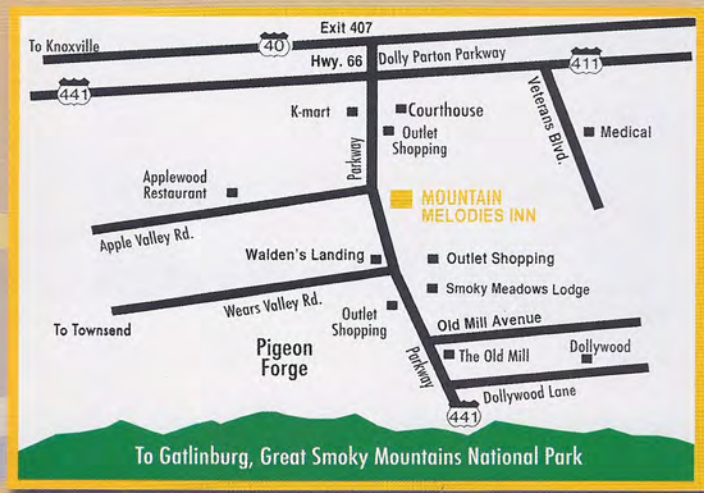 Exit 407
To Knoxville
40
Hwy. 66
Dolly Parton Parkway
441
411
K-mart
Courthouse
Outlet
Shopping
Parkway
Veterans Blvd.
Medical
Applewood
Restaurant
MOUNTAIN
MELODIES INN
Apple Valley Rd.
Walden's Landing
Outlet Shopping
Smoky Meadows Lodge
Wears Valley Rd.
Outlet
Shopping
Old Mill Avenue
To Townsend
Pigeon
Forge
Parkway
The Old Mill
Dollywood
Dollywood Lane
441
To Gatlinburg, Great Smoky Mountains National Park